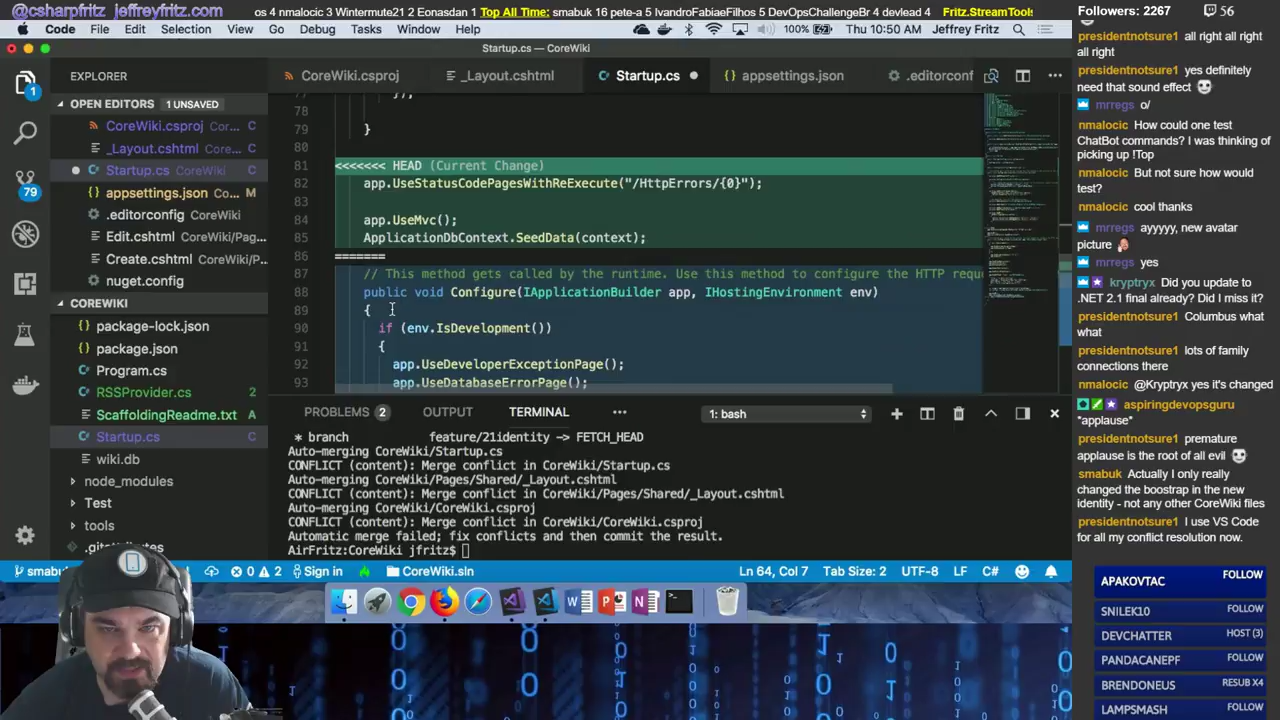 @csharpfritz jeffreyfritz.com
os 4 nmalocic 3 Windows10Asus 2 Eonasdan 1 Top All Time: smabuk 16 pete-a 5 IvandroFabiaeFilhos 5 DevOpsChallengeBr 4 devlead 4 Fritz.StreamTools
Followers: 2267 56
Code File Edit Selection View Go Debug Tasks Window Help 100% Thu 10:50 AM Jeffrey Fritz
Startup.cs — CoreWiki
EXPLORER
CoreWiki.csproj _Layout.cshtml Startup.cs appsettings.json .editorconf
OPEN EDITORS 1 UNSAVED
CoreWiki.csproj Cor... C
_Layout.cshtml Core... C
Startup.cs C
appsettings.json ... M
.editorconfig
Edit.cshtml CoreWiki/Pa...
Create.cshtml CoreWiki/P...
nuget.config
COREWIKI
package-lock.json
package.json
Program.cs
RSSProvider.cs 2
ScaffoldingReadme.txt A
Startup.cs C
wiki.db
node_modules
Test
tools
.gitattributes
1
79
77 });
78
79 }
<<<<<< HEAD (Current Change)
app.UseStatusCodePagesWithReExecute("/HttpErrors/{0}");
app.UseMvc();
ApplicationDbContext.SeedData(context);
=======
// This method gets called by the runtime. Use this method to configure the HTTP reque
88 public void Configure(IApplicationBuilder app, IHostingEnvironment env)
89 {
90 if (env.IsDevelopment())
91 {
92 app.UseDeveloperExceptionPage();
93 app.UseDatabaseErrorPage();
PROBLEMS 2 OUTPUT TERMINAL 1: bash
* branch feature/21identity -> FETCH_HEAD
Auto-merging CoreWiki/Startup.cs
CONFLICT (content): Merge conflict in CoreWiki/Startup.cs
Auto-merging CoreWiki/Pages/Shared/_Layout.cshtml
CONFLICT (content): Merge conflict in CoreWiki/Pages/Shared/_Layout.cshtml
Auto-merging CoreWiki/CoreWiki.csproj
CONFLICT (content): Merge conflict in CoreWiki/CoreWiki.csproj
Automatic merge failed; fix conflicts and then commit the result.
AirFritz:CoreWiki jfritz$
smabu 0 2 Sign in CoreWiki.sln Ln 64, Col 7 Tab Size: 2 UTF-8 LF C#
presidentnotsure1 all right all right
all right
presidentnotsure1 yes definitely
need that sound effect
mrregs o/
nmalocic How could one test
ChatBot commands? I was thinking
picking up !Top
nmalocic But not sure how would
test?
nmalocic cool thanks
mrregs ayyyyy, new avatar
picture
mrregs yes
kryptryx Did you update to
.NET 2.1 final already? Did I miss it?
presidentnotsure1 Columbus what
what
presidentnotsure1 lots of family
connections there
nmalocic @Kryptryx yes it's changed
aspiringdevopsguru
*applause*
presidentnotsure1 premature
applause is the root of all evil
smabuk Actually I only really
changed the boostrap in the new
identity - not any other CoreWiki files
presidentnotsure1 I use VS Code
for all my conflict resolution now.
APAKOVTAC FOLLOW
SNILEK10 FOLLOW
DEVCHATTER HOST (3)
PANDACANEPF FOLLOW
BRENDONEUS RESUB X4
LAMPSMASH FOLLOW